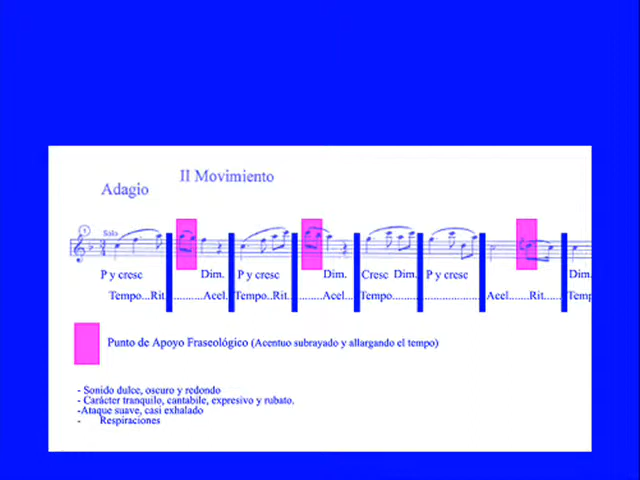 II Movimiento
Adagio
Solo
P y cresc Dim. P y cresc Dim. Cresc Dim. P y cresc Dim.
Tempo...Rit............Acel. Tempo..Rit..........Acel. Tempo.............................. Acel.......Rit..... Temp
Punto de Apoyo Fraseológico (Acentuo subrayado y allargando el tempo)
- Sonido dulce, oscuro y redondo
- Carácter tranquilo, cantabile, expresivo y rubato.
-Ataque suave, casi exhalado
- Respiraciones